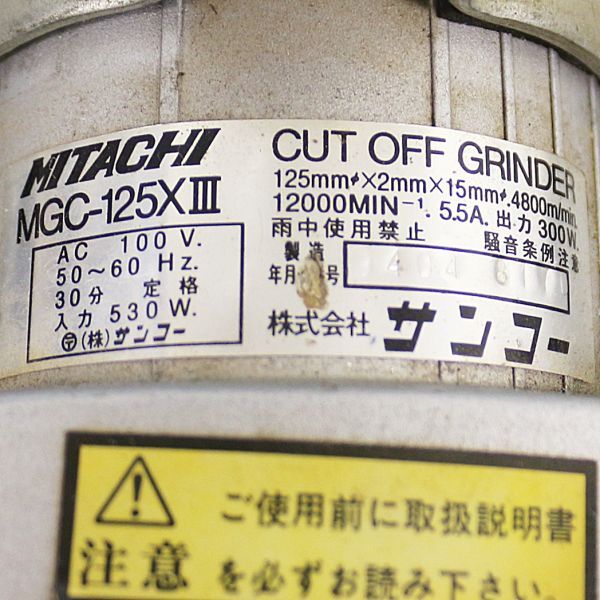 MITACHI
MGC-125XⅢ
AC 100 V.
50～60 Hz.
30分 定格
入力 530 W.
〒(株)サンコー
CUT OFF GRINDER
125mmφ×2mm×15mmφ. 4800m/min
12000MIN⁻¹. 5.5A. 出力 300W.
雨中使用禁止 騒音条例注意
製造
年月 号
株式会社 サンコー
注意
ご使用前に取扱説明書
を必ずお読み下さい。